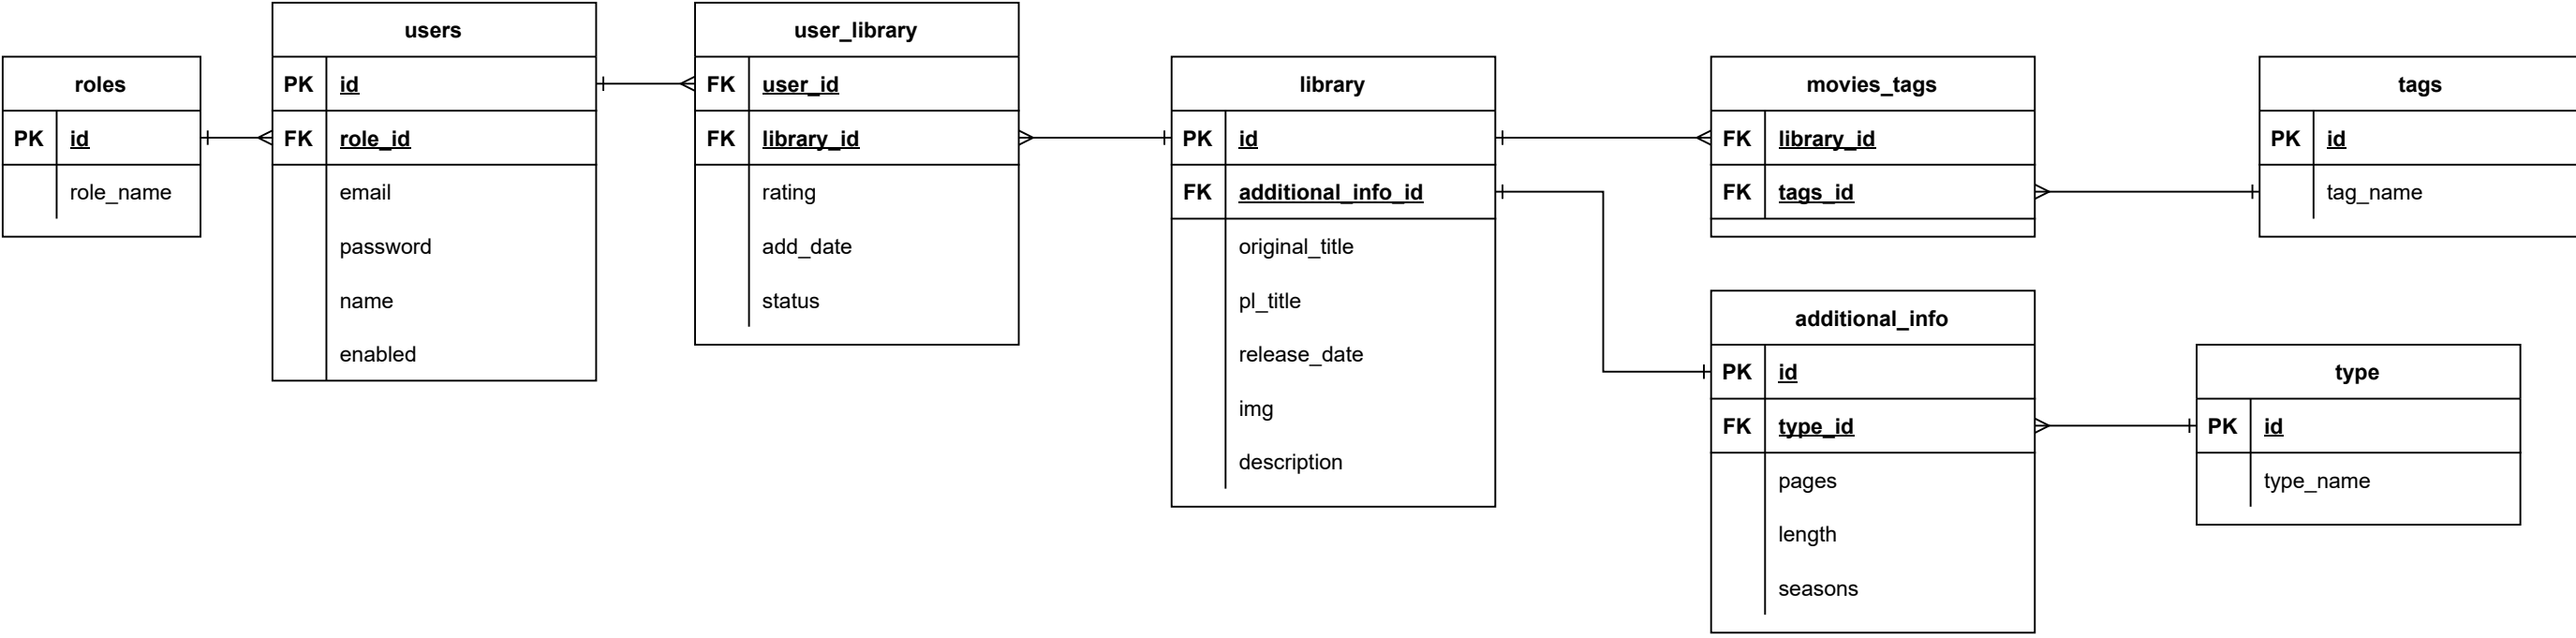 roles
PK id
role_name
users
PK id
FK role_id
email
password
name
enabled
user_library
FK user_id
FK library_id
rating
add_date
status
library
PK id
FK additional_info_id
original_title
pl_title
release_date
img
description
movies_tags
FK library_id
FK tags_id
tags
PK id
tag_name
additional_info
PK id
FK type_id
pages
length
seasons
type
PK id
type_name